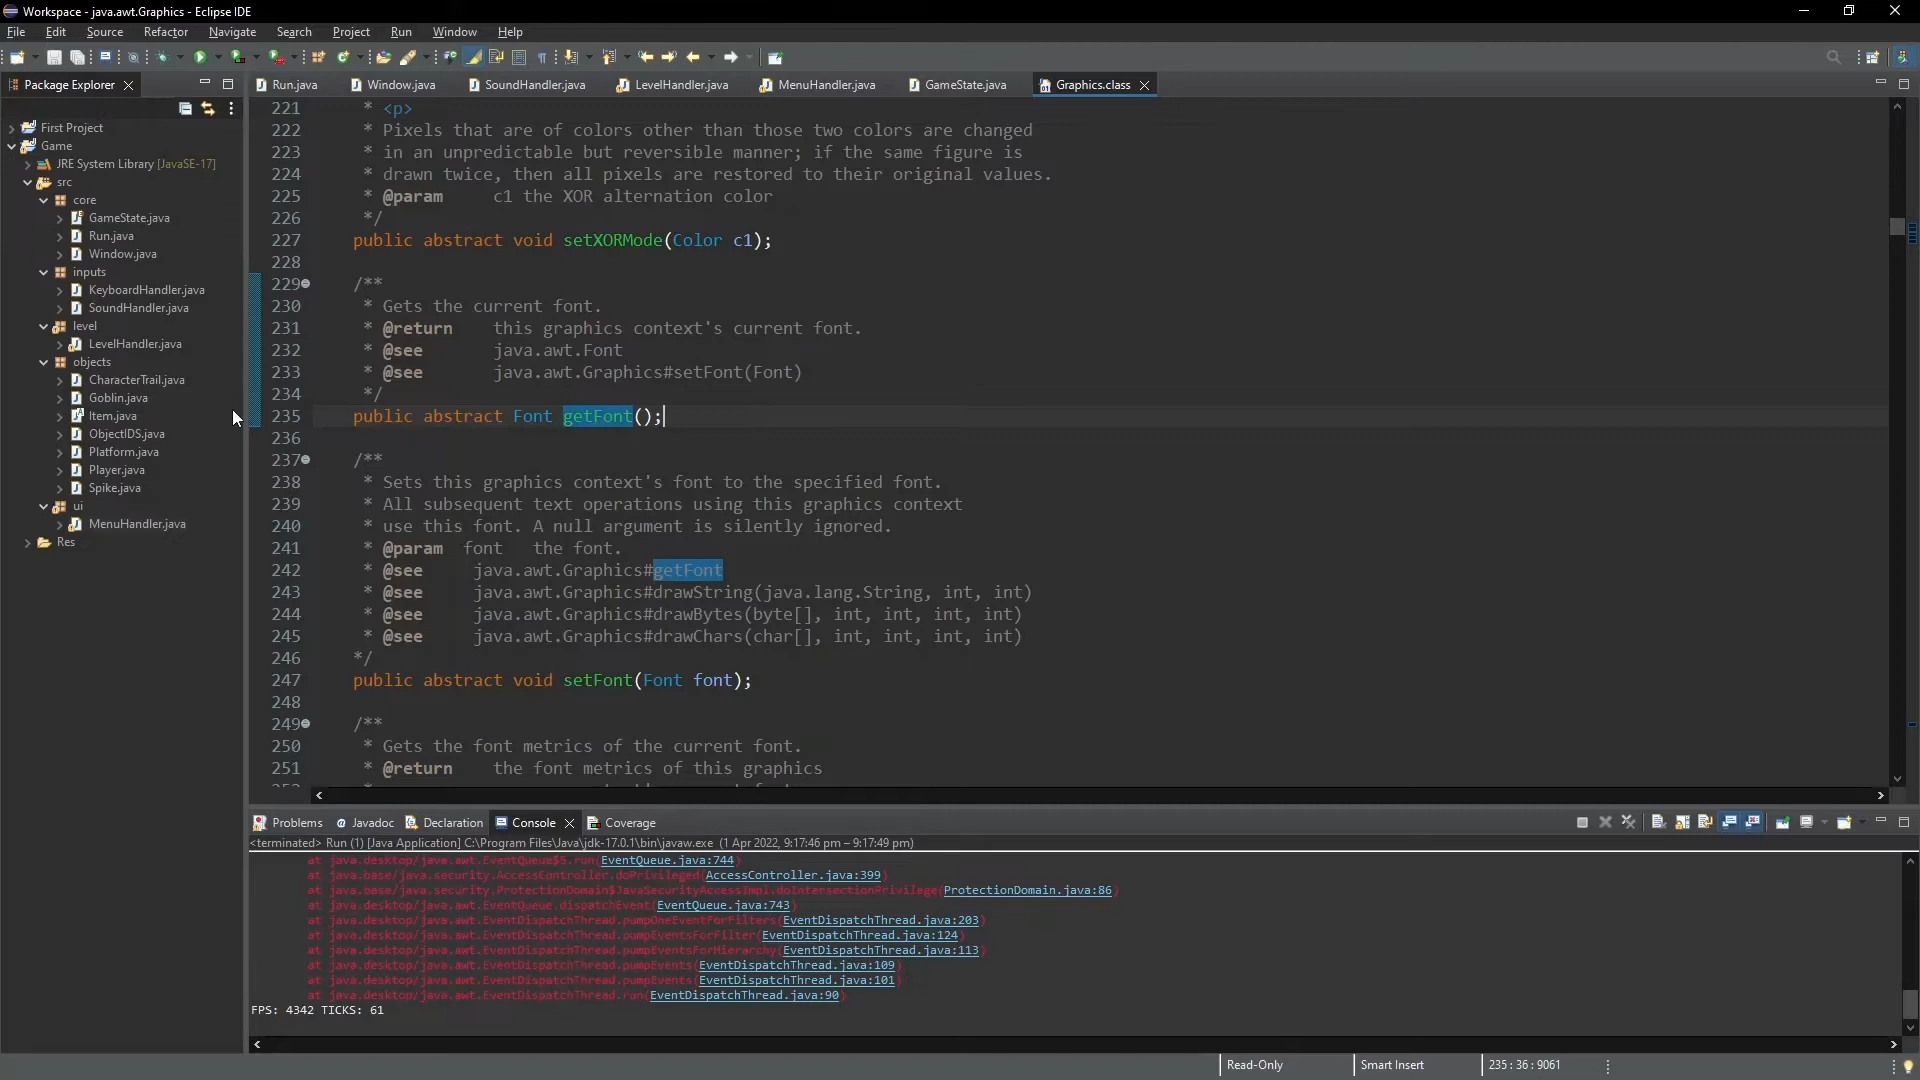 Workspace - java.awt.Graphics - Eclipse IDE
File Edit Source Refactor Navigate Search Project Run Window Help
Package Explorer
Run.java Window.java SoundHandler.java LevelHandler.java MenuHandler.java GameState.java Graphics.class
First Project
Game
JRE System Library [JavaSE-17]
src
core
GameState.java
Run.java
Window.java
inputs
KeyboardHandler.java
SoundHandler.java
level
LevelHandler.java
objects
CharacterTrail.java
Goblin.java
Item.java
ObjectIDS.java
Platform.java
Player.java
Spike.java
ui
MenuHandler.java
Res
221 * <p>
222 * Pixels that are of colors other than those two colors are changed
223 * in an unpredictable but reversible manner; if the same figure is
224 * drawn twice, then all pixels are restored to their original values.
225 * @param c1 the XOR alternation color
226 */
227 public abstract void setXORMode(Color c1);
228
229 /**
230 * Gets the current font.
231 * @return this graphics context's current font.
232 * @see java.awt.Font
233 * @see java.awt.Graphics#setFont(Font)
234 */
235 public abstract Font getFont();
236
237 /**
238 * Sets this graphics context's font to the specified font.
239 * All subsequent text operations using this graphics context
240 * use this font. A null argument is silently ignored.
241 * @param font the font.
242 * @see java.awt.Graphics#getFont
243 * @see java.awt.Graphics#drawString(java.lang.String, int, int)
244 * @see java.awt.Graphics#drawBytes(byte[], int, int, int, int)
245 * @see java.awt.Graphics#drawChars(char[], int, int, int, int)
246 */
247 public abstract void setFont(Font font);
248
249 /**
250 * Gets the font metrics of the current font.
251 * @return the font metrics of this graphics
Problems Javadoc Declaration Console Coverage
<terminated> Run (1) [Java Application] C:\Program Files\Java\jdk-17.0.1\bin\javaw.exe (1 Apr 2022, 9:17:46 pm – 9:17:49 pm)
at java.desktop/java.awt.EventQueue$5.run(EventQueue.java:744)
at java.base/java.security.AccessController.doPrivileged(AccessController.java:399)
at java.base/java.security.ProtectionDomain$JavaSecurityAccessImpl.doIntersectionPrivilege(ProtectionDomain.java:86)
at java.desktop/java.awt.EventQueue.dispatchEvent(EventQueue.java:743)
at java.desktop/java.awt.EventDispatchThread.pumpOneEventForFilters(EventDispatchThread.java:203)
at java.desktop/java.awt.EventDispatchThread.pumpEventsForFilter(EventDispatchThread.java:124)
at java.desktop/java.awt.EventDispatchThread.pumpEventsForHierarchy(EventDispatchThread.java:113)
at java.desktop/java.awt.EventDispatchThread.pumpEvents(EventDispatchThread.java:109)
at java.desktop/java.awt.EventDispatchThread.pumpEvents(EventDispatchThread.java:101)
at java.desktop/java.awt.EventDispatchThread.run(EventDispatchThread.java:90)
FPS: 4342 TICKS: 61
Read-Only Smart Insert 235 : 36 : 9061